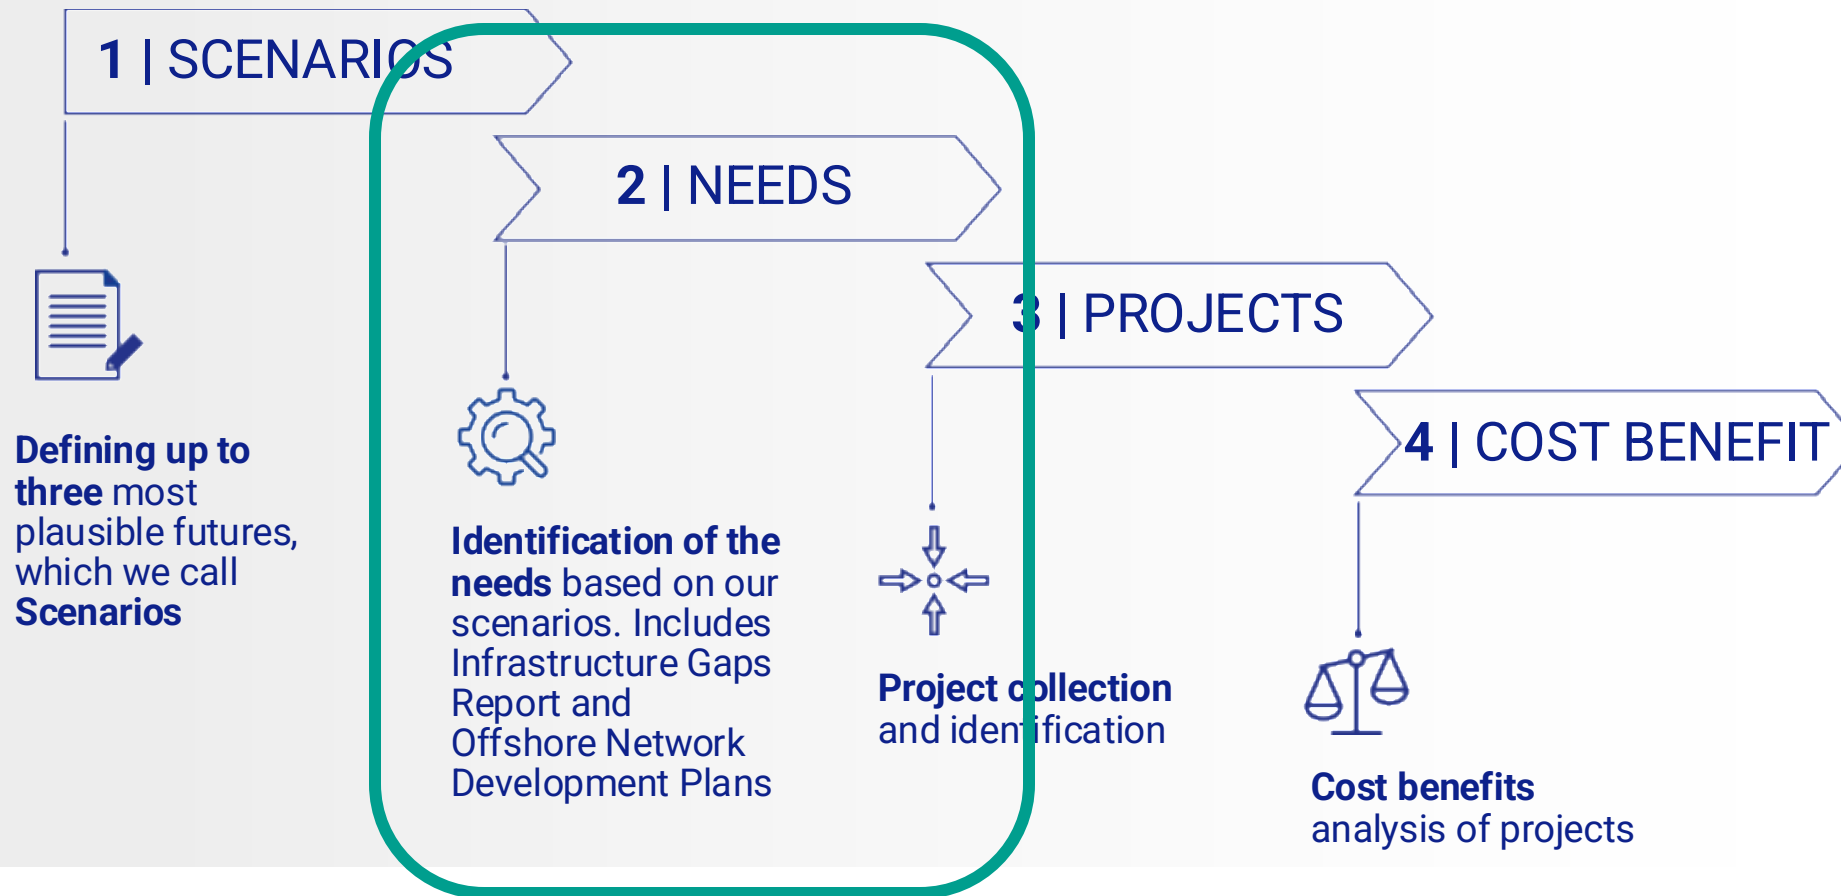 1 | SCENARIOS
2 | NEEDS
3 | PROJECTS
4 | COST BENEFIT
Defining up to
three most
plausible futures,
which we call
Scenarios
Identification of the
needs based on our
scenarios. Includes
Infrastructure Gaps
Report and
Offshore Network
Development Plans
Project collection
and identification
Cost benefits
analysis of projects